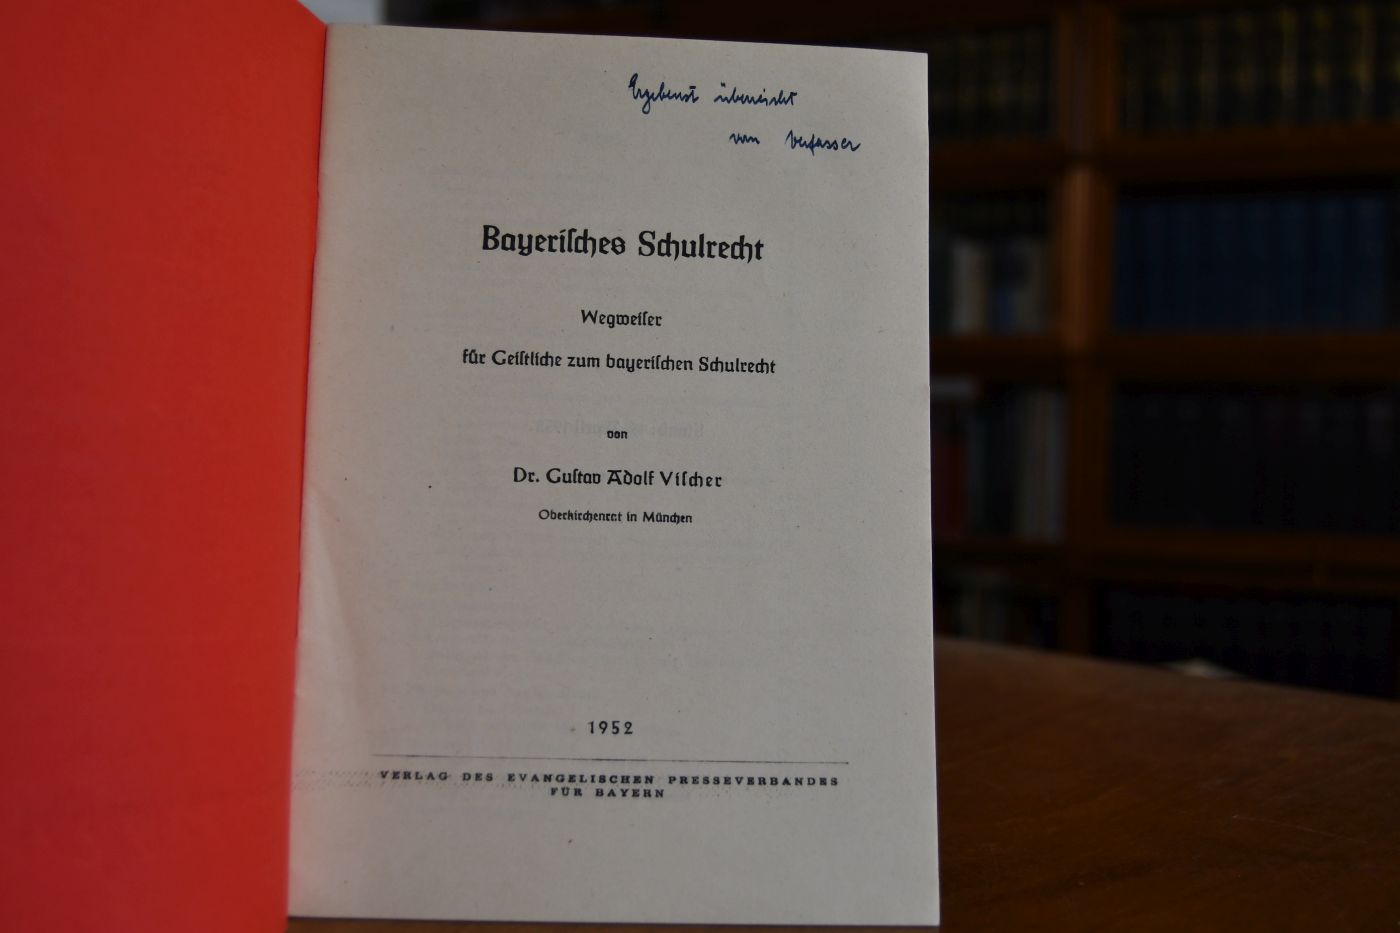 Ergebenst überreicht
vom Verfasser
Bayeriſches Schulrecht
Wegweiſer
für Geiſtliche zum bayeriſchen Schulrecht
von
Dr. Guſtav Adolf Viſcher
Oberkirchenrat in München
1952
VERLAG DES EVANGELISCHEN PRESSEVERBANDES
FÜR BAYERN